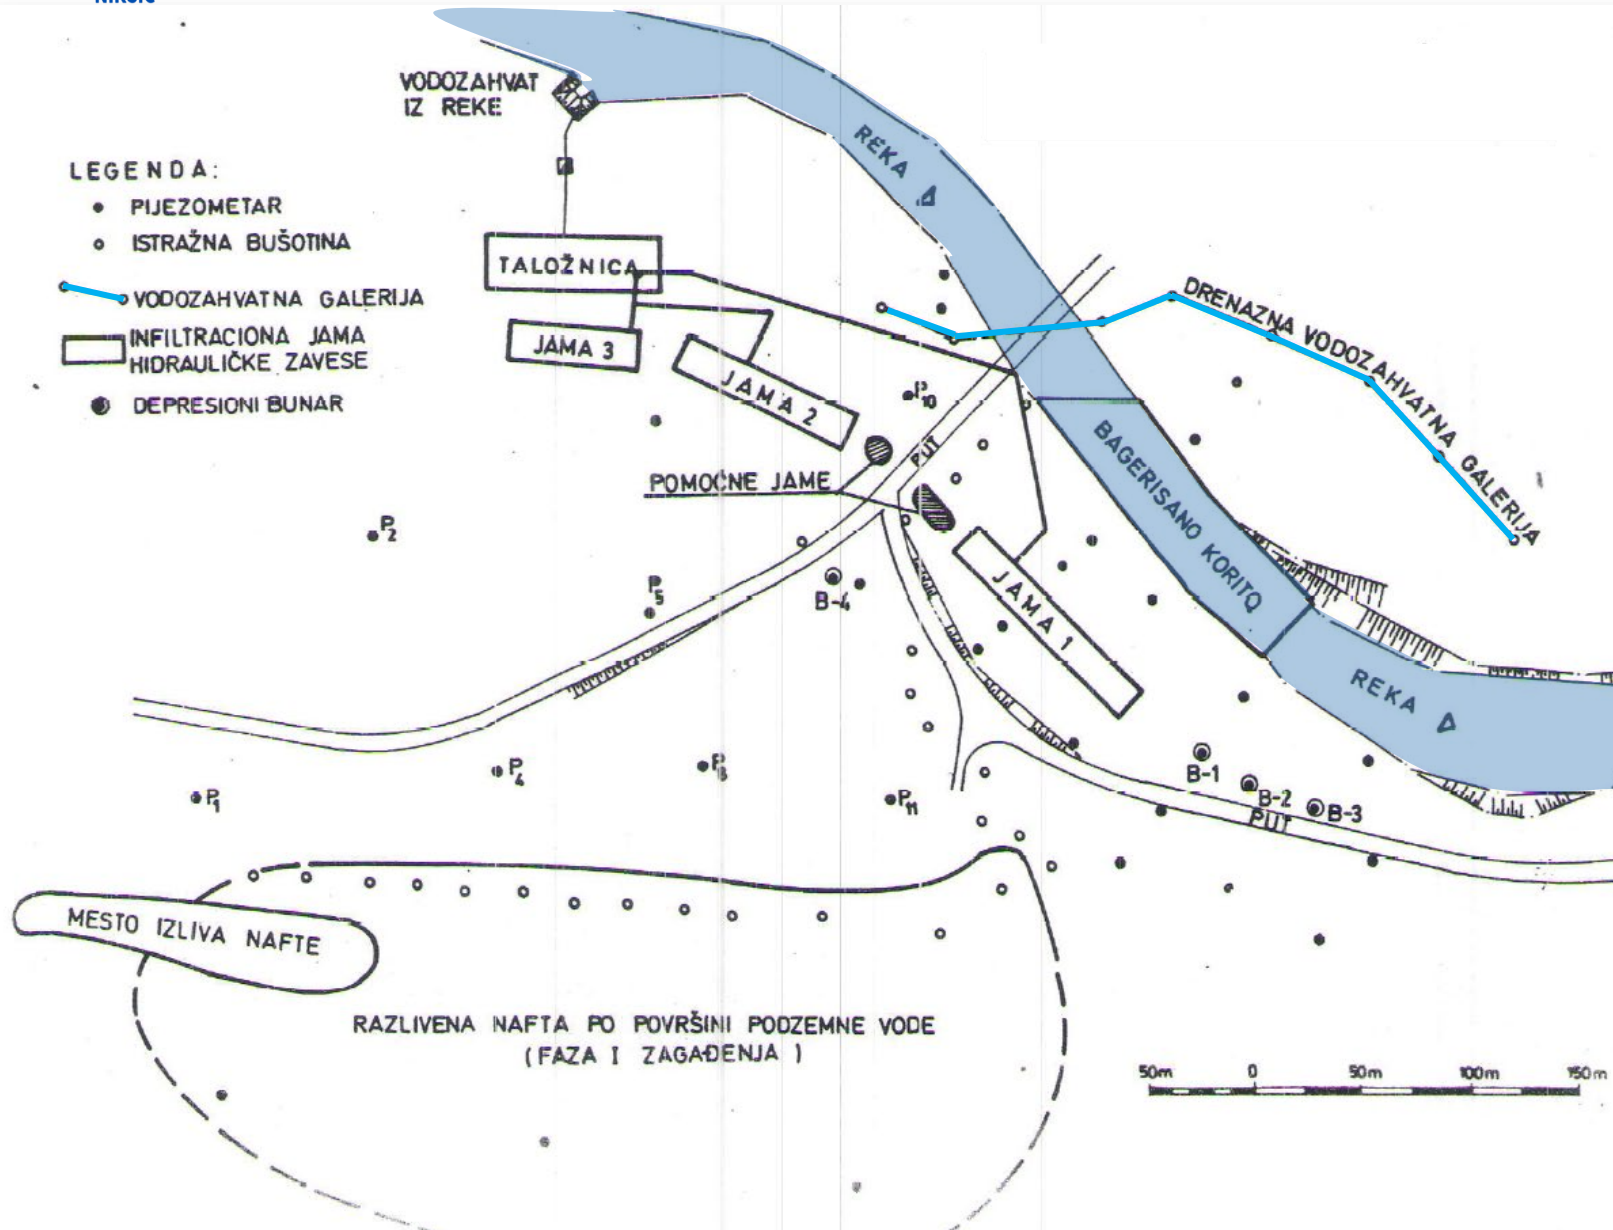 VODOZAHVAT
IZ REKE
LEGENDA:
PIJEZOMETAR
ISTRAŽNA BUŠOTINA
VODOZAHVATNA GALERIJA
INFILTRACIONA JAMA
HIDRAULIČKE ZAVESE
DEPRESIONI BUNAR
TALOŽNICA
JAMA 3
JAMA 2
POMOĆNE JAME
PUT
P10
REKA
DRENAZNA VODOZAHVATNA GALERIJA
BAGERISANO KORITO
JAMA 1
REKA
P2
P5
B-4
P4
P1
P11
B-1
B-2
B-3
PUT
MESTO IZLIVA NAFTE
RAZLIVENA NAFTA PO POVRŠINI PODZEMNE VODE
(FAZA I ZAGAĐENJA)
50m 0 50m 100m 150m